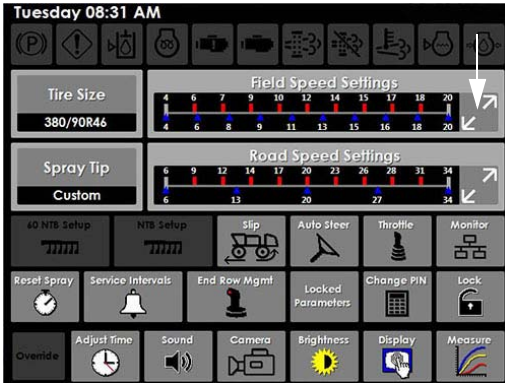 Tuesday 08:31 AM
(P)
Tire Size
380/90R46
Field Speed Settings
4 6 7 9 10 12 14 15 17 18 20
4 6 8 9 11 13 15 16 18 20
Spray Tip
Custom
Road Speed Settings
6 9 12 14 17 20 23 26 28 31 34
6 13 20 27 34
60 NTB Setup
NTB Setup
Slip
Auto Steer
Throttle
Monitor
Reset Spray
Service Intervals
End Row Mgmt
Locked
Parameters
Change PIN
Lock
Override
Adjust Time
Sound
Camera
Brightness
Display
Measure